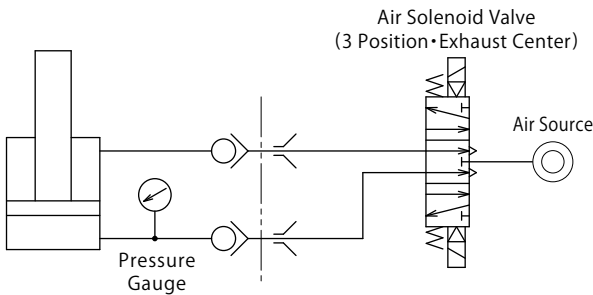 Air Solenoid Valve
(3 Position･Exhaust Center)
Air Source
Pressure
Gauge